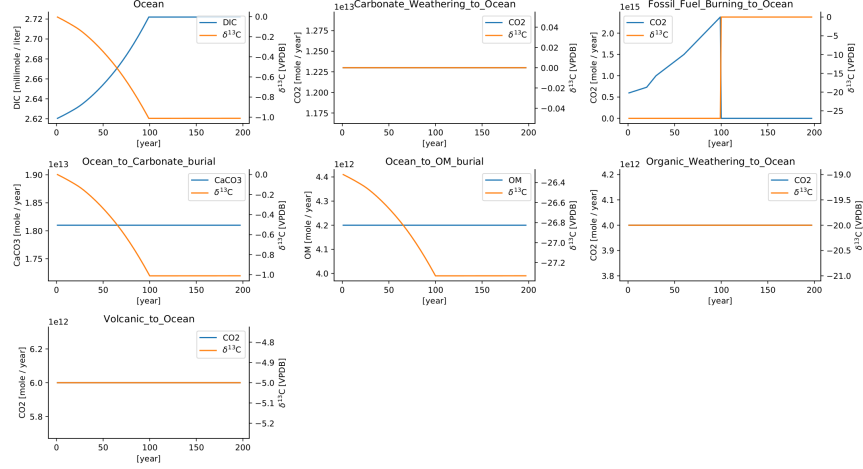 Ocean
2.72
2.70
2.68
2.66
2.64
2.62
DIC [millimole / liter]
DIC
δ¹³C
0.0
−0.2
−0.4
−0.6
−0.8
−1.0
δ¹³C [VPDB]
0 50 100 150 200
[year]
Carbonate_Weathering_to_Ocean
1e13
1.275
1.250
1.225
1.200
1.175
CO2 [mole / year]
CO2
δ¹³C
0.04
0.02
0.00
−0.02
−0.04
δ¹³C [VPDB]
0 50 100 150 200
[year]
Fossil_Fuel_Burning_to_Ocean
1e15
2.0
1.5
1.0
0.5
0.0
CO2 [mole / year]
CO2
δ¹³C
0
−5
−10
−15
−20
−25
δ¹³C [VPDB]
0 50 100 150 200
[year]
Ocean_to_Carbonate_burial
1e13
1.90
1.85
1.80
1.75
CaCO3 [mole / year]
CaCO3
δ¹³C
0.0
−0.2
−0.4
−0.6
−0.8
−1.0
δ¹³C [VPDB]
0 50 100 150 200
[year]
Ocean_to_OM_burial
1e12
4.4
4.3
4.2
4.1
4.0
OM [mole / year]
OM
δ¹³C
−26.4
−26.6
−26.8
−27.0
−27.2
δ¹³C [VPDB]
0 50 100 150 200
[year]
Organic_Weathering_to_Ocean
1e12
4.2
4.1
4.0
3.9
3.8
CO2 [mole / year]
CO2
δ¹³C
−19.0
−19.5
−20.0
−20.5
−21.0
δ¹³C [VPDB]
0 50 100 150 200
[year]
Volcanic_to_Ocean
1e12
6.2
6.0
5.8
CO2 [mole / year]
CO2
δ¹³C
−4.8
−4.9
−5.0
−5.1
−5.2
δ¹³C [VPDB]
0 50 100 150 200
[year]